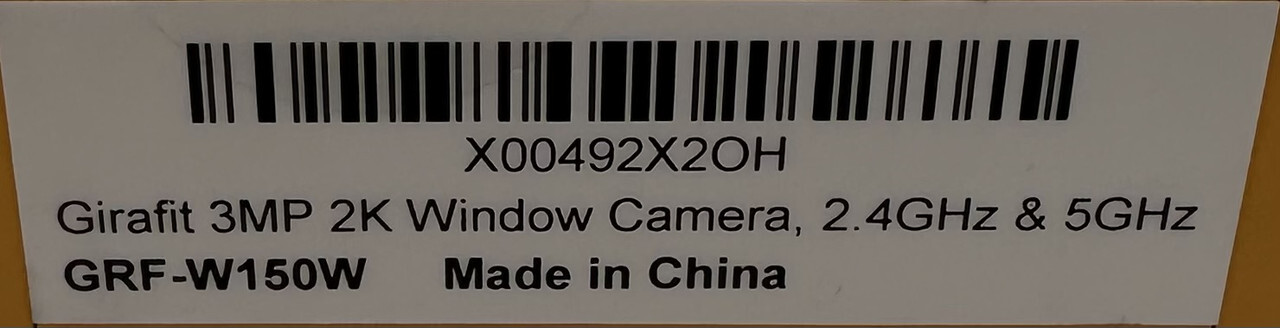 X00492X2OH
Girafit 3MP 2K Window Camera, 2.4GHz & 5GHz
GRF-W150W Made in China